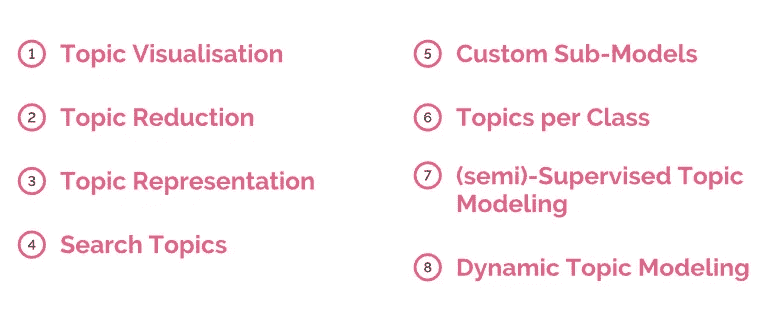 1 Topic Visualisation
2 Topic Reduction
3 Topic Representation
4 Search Topics
5 Custom Sub-Models
6 Topics per Class
7 (semi)-Supervised Topic
Modeling
8 Dynamic Topic Modeling